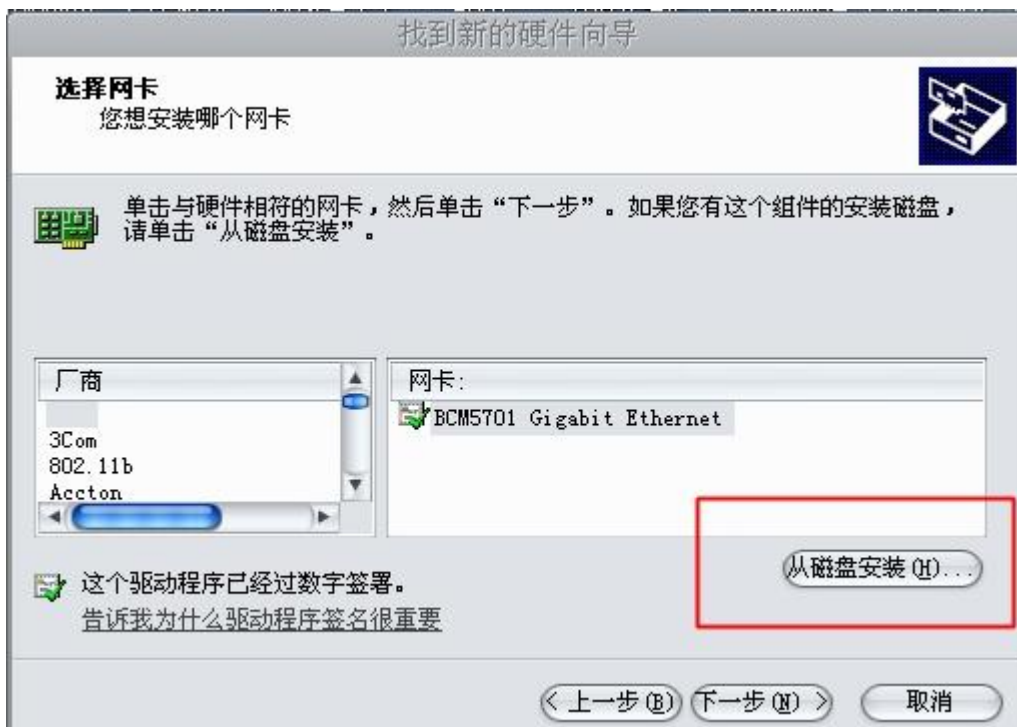 找到新的硬件向导
选择网卡
您想安装哪个网卡
单击与硬件相符的网卡，然后单击“下一步”。如果您有这个组件的安装磁盘，
请单击“从磁盘安装”。
厂商
网卡:
BCM5701 Gigabit Ethernet
3Com
802.11b
Accton
从磁盘安装(H)...
这个驱动程序已经过数字签署。
告诉我为什么驱动程序签名很重要
< 上一步(B)
下一步(N) >
取消